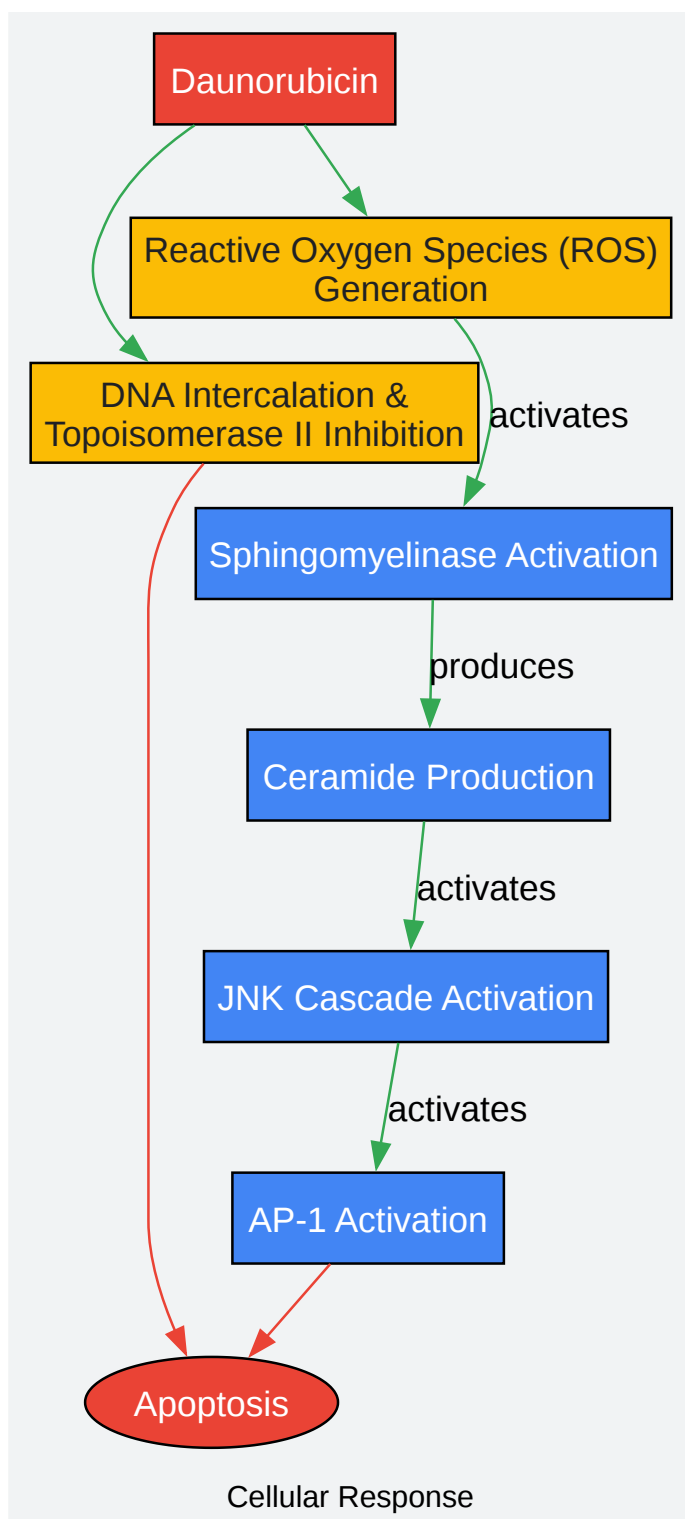 Daunorubicin
Reactive Oxygen Species (ROS)
Generation
DNA Intercalation &
Topoisomerase II Inhibition
activates
Sphingomyelinase Activation
produces
Ceramide Production
activates
JNK Cascade Activation
activates
AP-1 Activation
Apoptosis
Cellular Response